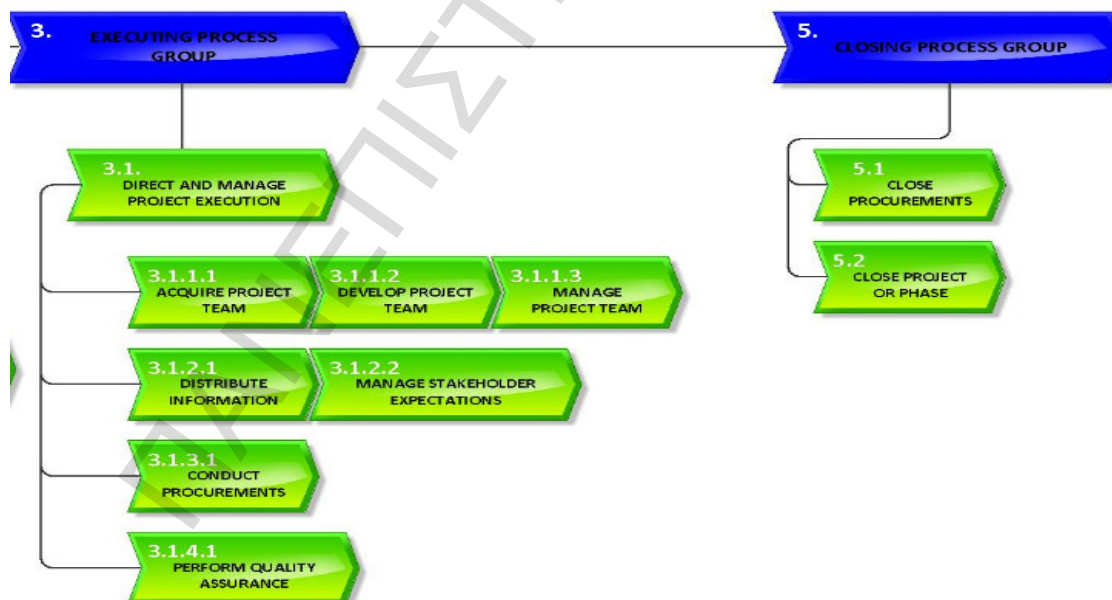 3.
EXECUTING PROCESS
GROUP
5.
CLOSING PROCESS GROUP
3.1.
DIRECT AND MANAGE
PROJECT EXECUTION
3.1.1.1
ACQUIRE PROJECT
TEAM
3.1.1.2
DEVELOP PROJECT
TEAM
3.1.1.3
MANAGE
PROJECT TEAM
3.1.2.1
DISTRIBUTE
INFORMATION
3.1.2.2
MANAGE STAKEHOLDER
EXPECTATIONS
3.1.3.1
CONDUCT
PROCUREMENTS
3.1.4.1
PERFORM QUALITY
ASSURANCE
5.1
CLOSE
PROCUREMENTS
5.2
CLOSE PROJECT
OR PHASE
ΠΑΝΕΠΙΣΤ